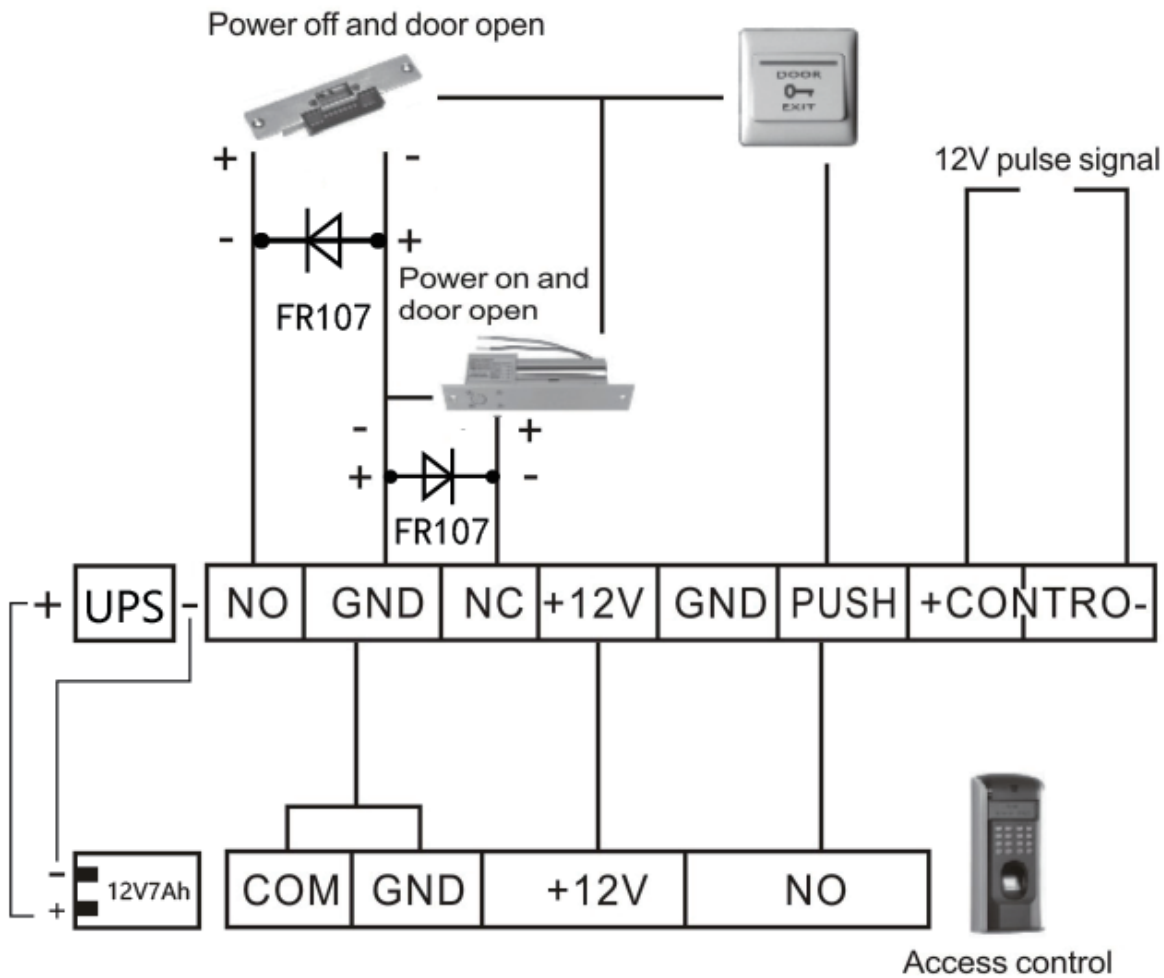 Power off and door open
DOOR
EXIT
+ -
12V pulse signal
- +
FR107
Power on and
door open
- +
+ -
FR107
+ UPS - NO GND NC +12V GND PUSH +CONTRO-
-
12V7Ah
+
COM GND +12V NO
Access control